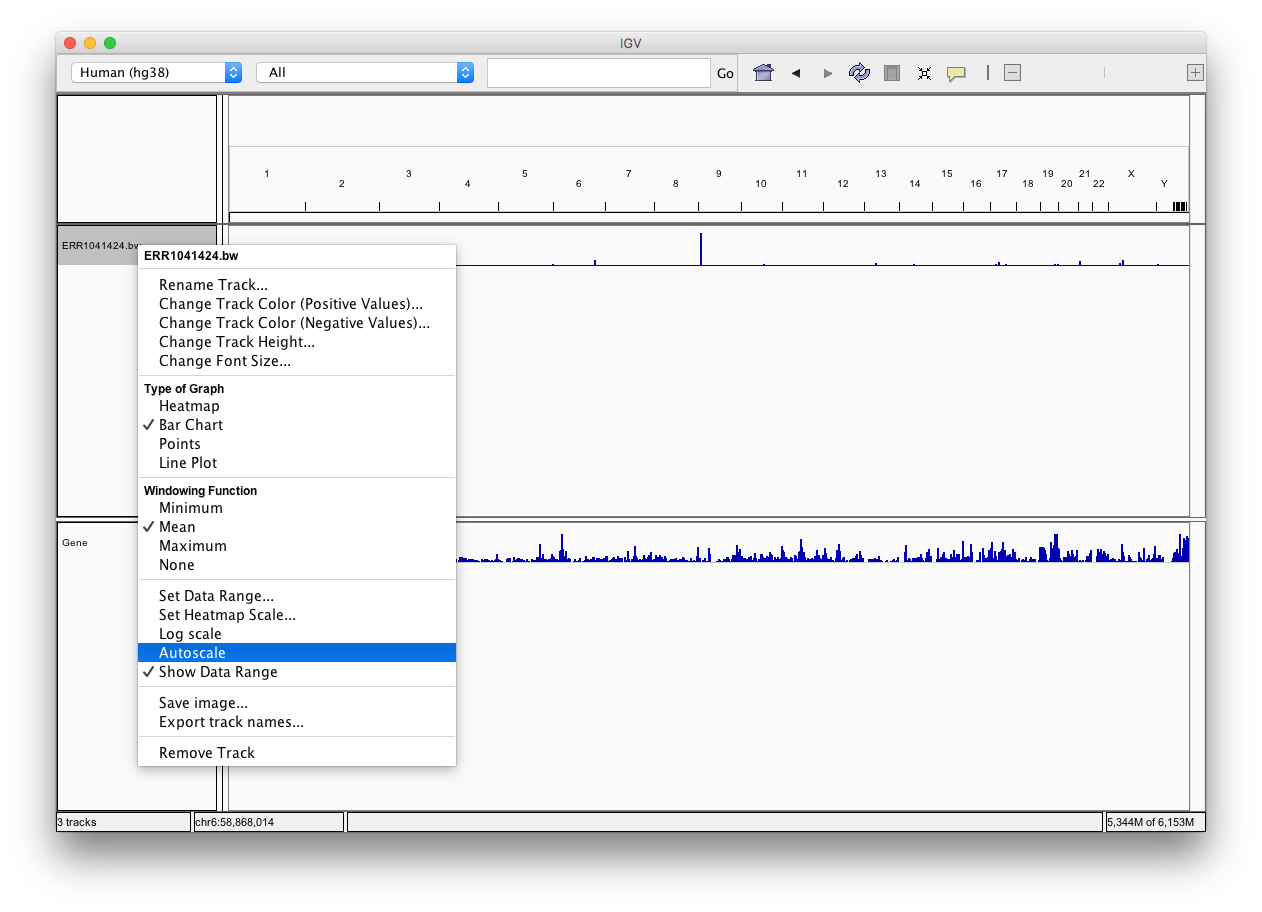 IGV
Human (hg38)
All
Go
1 2 3 4 5 6 7 8 9 10 11 12 13 14 15 16 17 18 19 20 21 22 X Y
ERR1041424.bw
ERR1041424.bw
Rename Track...
Change Track Color (Positive Values)...
Change Track Color (Negative Values)...
Change Track Height...
Change Font Size...
Type of Graph
Heatmap
Bar Chart
Points
Line Plot
Windowing Function
Minimum
Mean
Maximum
None
Gene
Set Data Range...
Set Heatmap Scale...
Log scale
Autoscale
Show Data Range
Save image...
Export track names...
Remove Track
3 tracks
chr6:58,868,014
5,344M of 6,153M